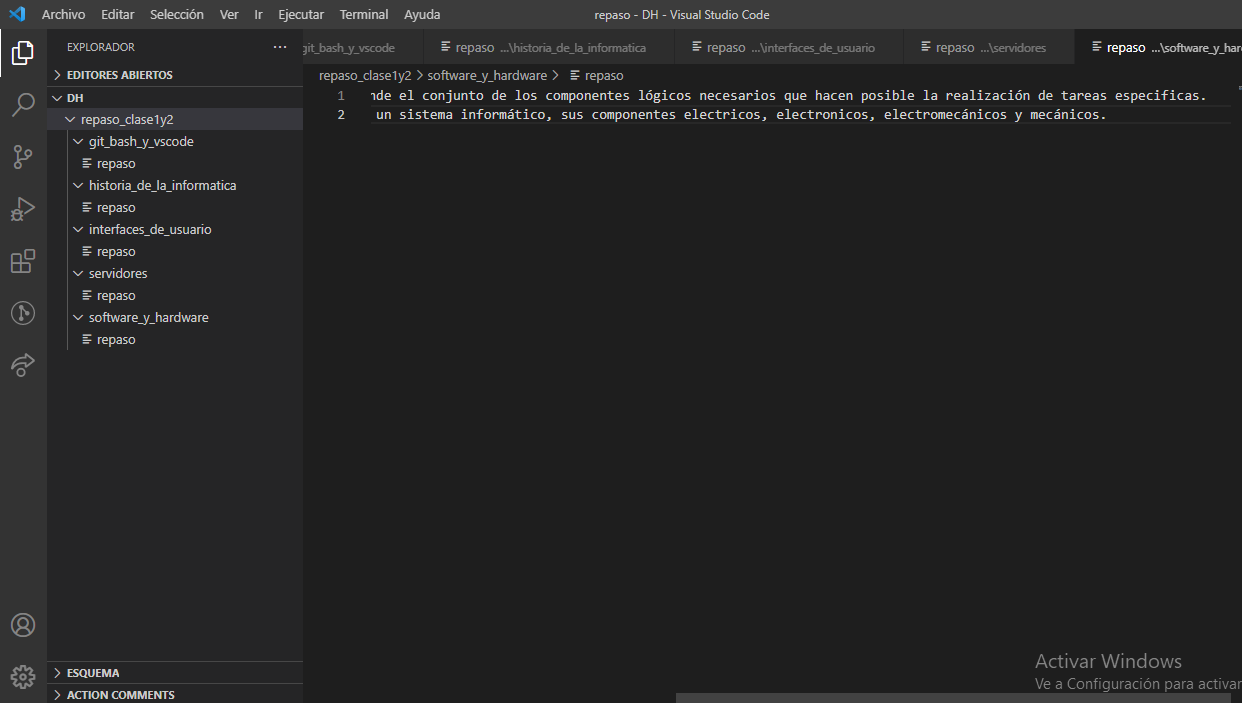 Archivo Editar Selección Ver Ir Ejecutar Terminal Ayuda repaso - DH - Visual Studio Code
EXPLORADOR ...
git_bash_y_vscode repaso ...\historia_de_la_informatica repaso ...\interfaces_de_usuario repaso ...\servidores repaso ...\software_y_har
EDITORES ABIERTOS
DH
repaso_clase1y2
git_bash_y_vscode
repaso
historia_de_la_informatica
repaso
interfaces_de_usuario
repaso
servidores
repaso
software_y_hardware
repaso
ESQUEMA
ACTION COMMENTS
repaso_clase1y2 > software_y_hardware > repaso
1 nde el conjunto de los componentes lógicos necesarios que hacen posible la realización de tareas especificas.
2 un sistema informático, sus componentes electricos, electronicos, electromecánicos y mecánicos.
Activar Windows
Ve a Configuración para activar